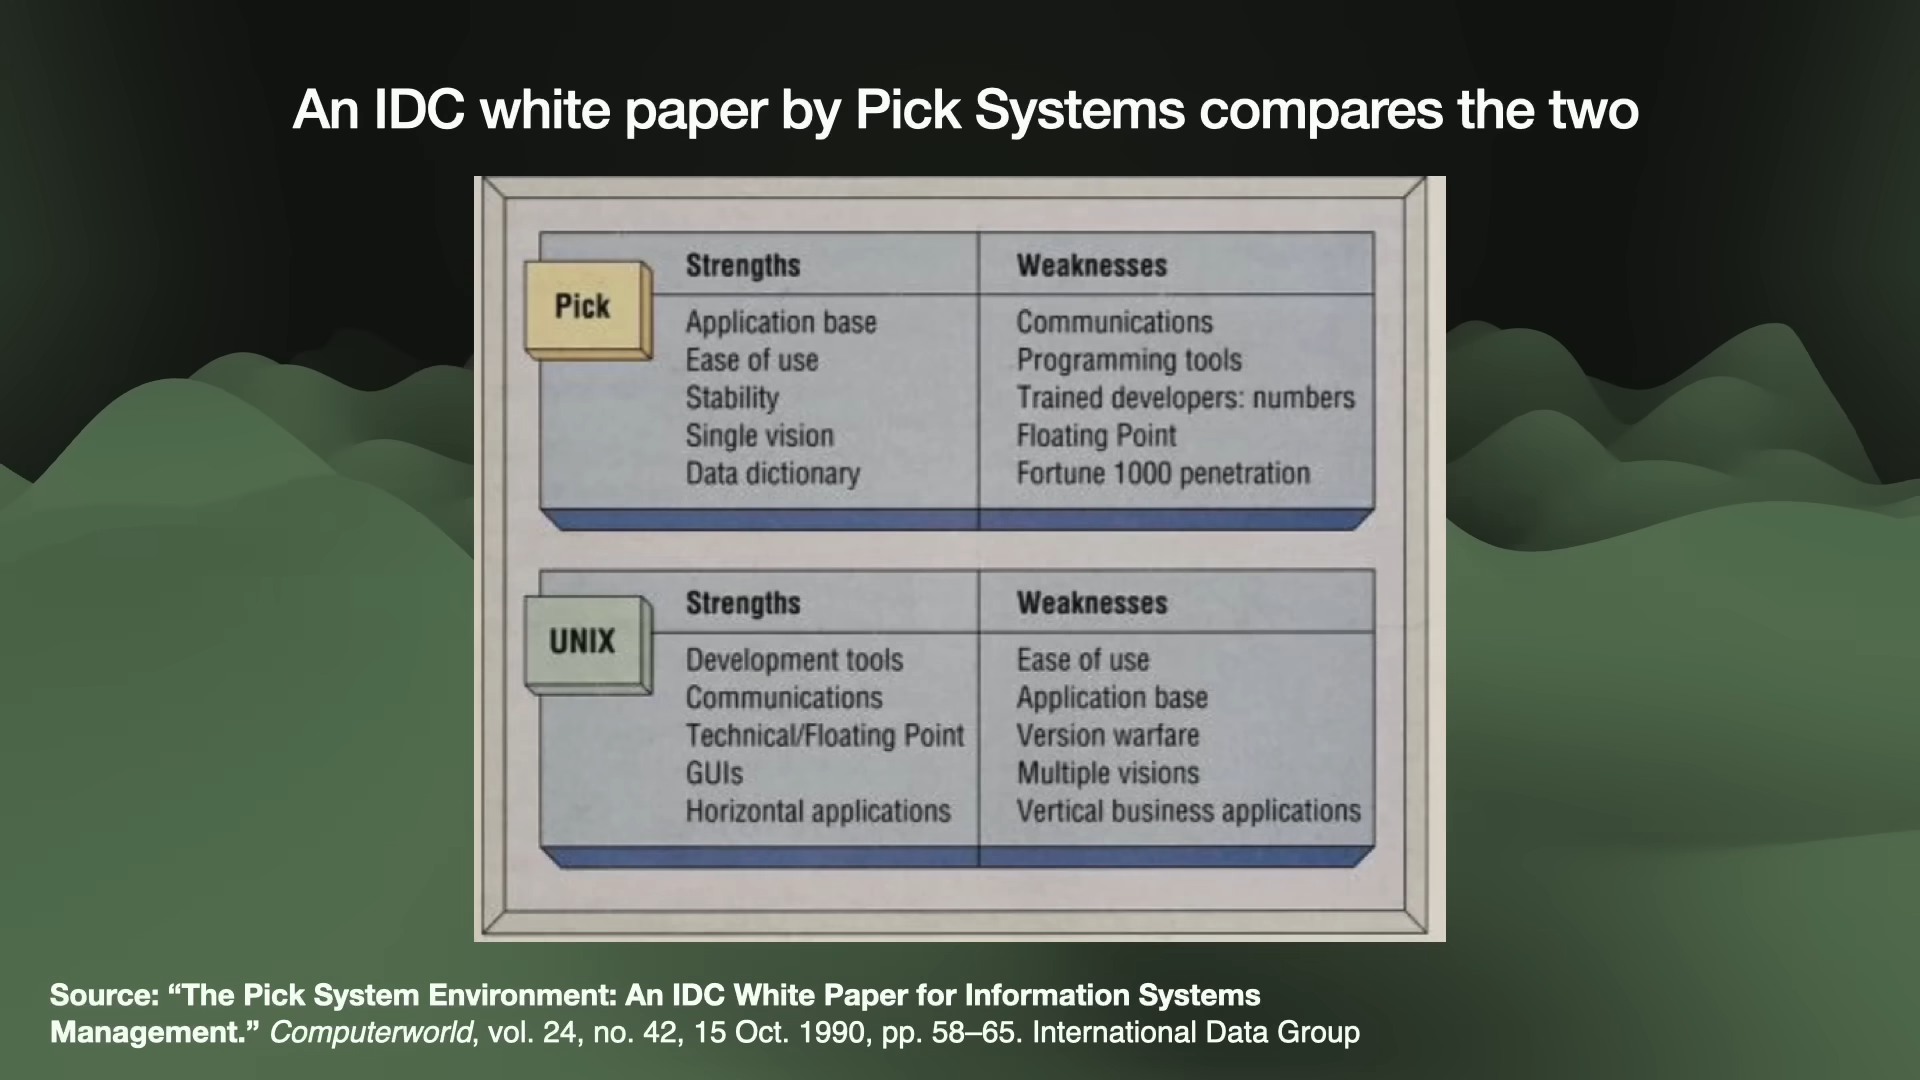 An IDC white paper by Pick Systems compares the two
Pick
Strengths
Weaknesses
Application base
Communications
Ease of use
Programming tools
Stability
Trained developers: numbers
Single vision
Floating Point
Data dictionary
Fortune 1000 penetration
UNIX
Strengths
Weaknesses
Development tools
Ease of use
Communications
Application base
Technical/Floating Point
Version warfare
GUIs
Multiple visions
Horizontal applications
Vertical business applications
Source: “The Pick System Environment: An IDC White Paper for Information Systems
Management.” Computerworld, vol. 24, no. 42, 15 Oct. 1990, pp. 58–65. International Data Group